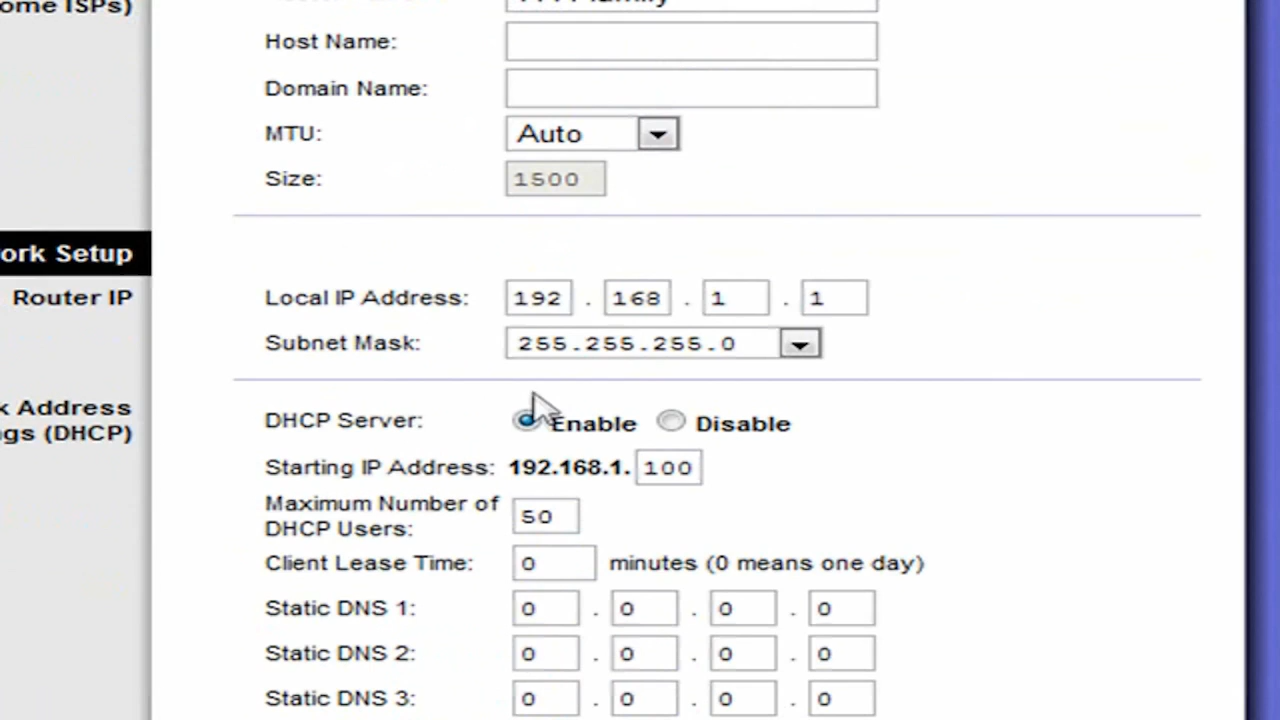 ome ISPs)
Host Name:
Domain Name:
MTU: Auto
Size: 1500
ork Setup
Router IP
Local IP Address: 192 . 168 . 1 . 1
Subnet Mask: 255.255.255.0
k Address
gs (DHCP)
DHCP Server: Enable Disable
Starting IP Address: 192.168.1. 100
Maximum Number of
DHCP Users: 50
Client Lease Time: 0 minutes (0 means one day)
Static DNS 1: 0 . 0 . 0 . 0
Static DNS 2: 0 . 0 . 0 . 0
Static DNS 3: 0 . 0 . 0 . 0